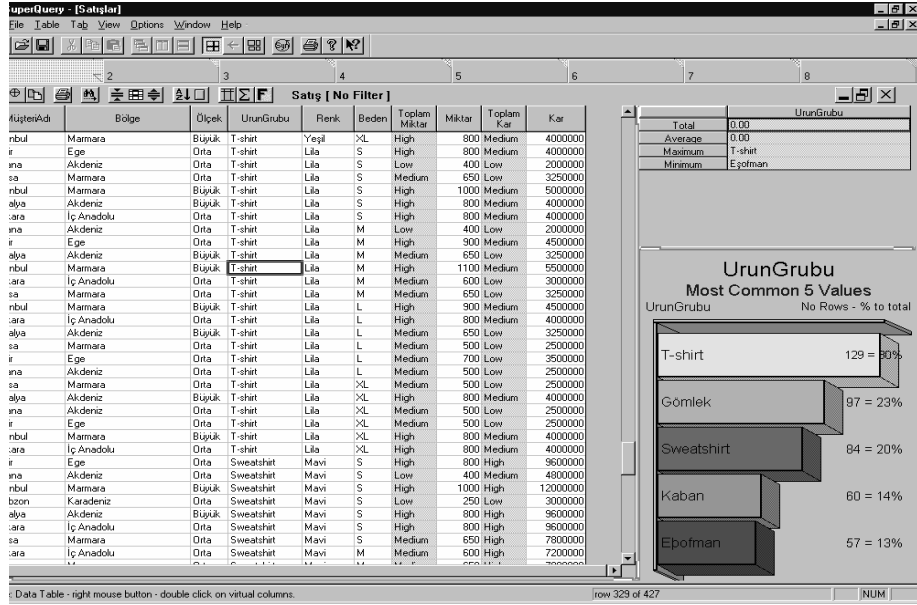 SuperQuery - [Satışlar]
File Table Tab View Options Window Help
2 3 4 5 6 7 8
Satış [ No Filter ]
MüşteriAdı Bölge Ölçek UrunGrubu Renk Beden Toplam Miktar Miktar Toplam Kar Kar
nbul Marmara Büyük T-shirt Yeşil XL High 800 Medium 4000000
ir Ege Orta T-shirt Lila S High 800 Medium 4000000
ana Akdeniz Orta T-shirt Lila S Low 400 Low 2000000
sa Marmara Orta T-shirt Lila S Medium 650 Low 3250000
nbul Marmara Büyük T-shirt Lila S High 1000 Medium 5000000
alya Akdeniz Büyük T-shirt Lila S High 800 Medium 4000000
kara İç Anadolu Orta T-shirt Lila S High 800 Medium 4000000
ana Akdeniz Orta T-shirt Lila M Low 400 Low 2000000
ir Ege Orta T-shirt Lila M High 900 Medium 4500000
alya Akdeniz Büyük T-shirt Lila M Medium 650 Low 3250000
nbul Marmara Büyük T-shirt Lila M High 1100 Medium 5500000
kara İç Anadolu Orta T-shirt Lila M Medium 600 Low 3000000
sa Marmara Orta T-shirt Lila M Medium 650 Low 3250000
nbul Marmara Büyük T-shirt Lila L High 900 Medium 4500000
kara İç Anadolu Orta T-shirt Lila L High 800 Medium 4000000
alya Akdeniz Büyük T-shirt Lila L Medium 650 Low 3250000
sa Marmara Orta T-shirt Lila L Medium 500 Low 2500000
ir Ege Orta T-shirt Lila L Medium 700 Low 3500000
ana Akdeniz Orta T-shirt Lila L Medium 500 Low 2500000
sa Marmara Orta T-shirt Lila XL Medium 500 Low 2500000
alya Akdeniz Büyük T-shirt Lila XL High 800 Medium 4000000
ana Akdeniz Orta T-shirt Lila XL Medium 500 Low 2500000
ir Ege Orta T-shirt Lila XL Medium 500 Low 2500000
nbul Marmara Büyük T-shirt Lila XL High 800 Medium 4000000
kara İç Anadolu Orta T-shirt Lila XL High 800 Medium 4000000
ir Ege Orta Sweatshirt Mavi S High 800 High 9600000
ana Akdeniz Orta Sweatshirt Mavi S Low 400 Medium 4800000
nbul Marmara Büyük Sweatshirt Mavi S High 1000 High 12000000
bzon Karadeniz Orta Sweatshirt Mavi S Low 250 Low 3000000
alya Akdeniz Büyük Sweatshirt Mavi S High 800 High 9600000
kara İç Anadolu Orta Sweatshirt Mavi S High 800 High 9600000
sa Marmara Orta Sweatshirt Mavi S Medium 650 High 7800000
kara İç Anadolu Orta Sweatshirt Mavi M Medium 600 High 7200000
UrunGrubu
Total 0.00
Average 0.00
Maximum T-shirt
Minimum Eşofman
UrunGrubu
Most Common 5 Values
UrunGrubu No Rows - % to total
T-shirt 129 = 30%
Gömlek 97 = 23%
Sweatshirt 84 = 20%
Kaban 60 = 14%
Eþofman 57 = 13%
: Data Table - right mouse button - double click on virtual columns. row 329 of 427 NUM